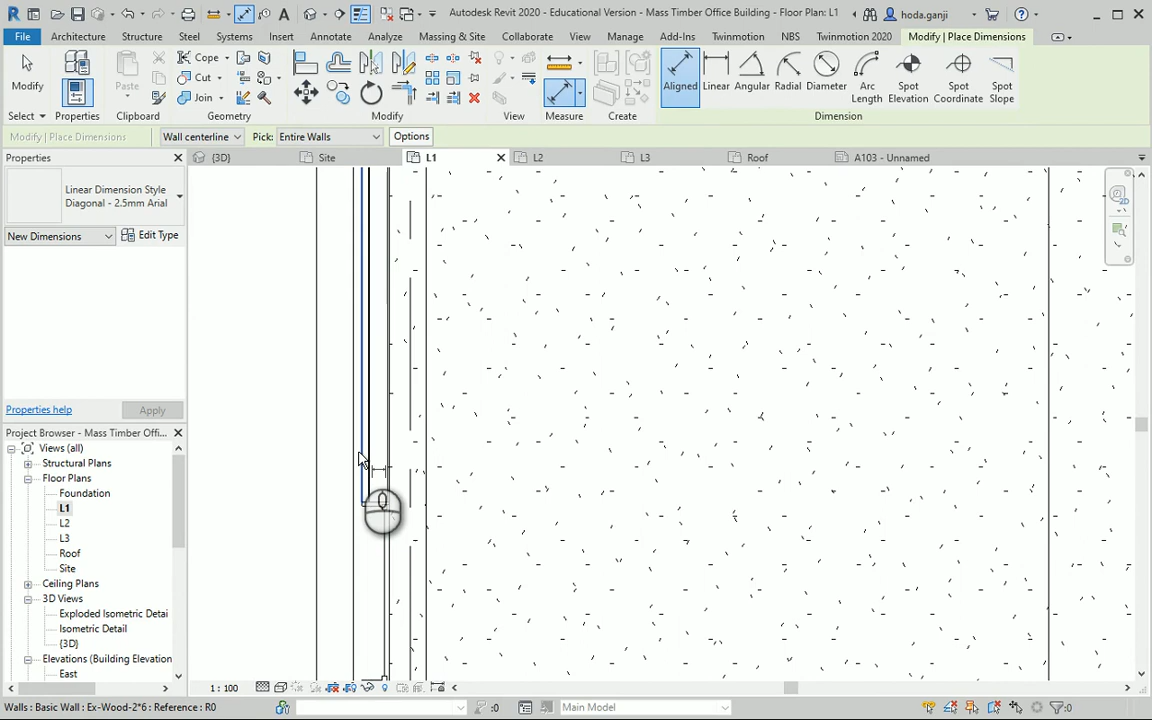 Autodesk Revit 2020 - Educational Version - Mass Timber Office Building - Floor Plan: L1
hoda.ganji
File Architecture Structure Steel Systems Insert Annotate Analyze Massing & Site Collaborate View Manage Add-Ins Twinmotion NBS Twinmotion 2020 Modify | Place Dimensions
Modify Paste Cope Cut Join Aligned Linear Angular Radial Diameter Arc Length Spot Elevation Spot Coordinate Spot Slope
Select Properties Clipboard Geometry Modify View Measure Create Dimension
Modify | Place Dimensions Wall centerline Pick: Entire Walls Options
Properties {3D} Site L1 L2 L3 Roof A103 - Unnamed
Linear Dimension Style
Diagonal - 2.5mm Arial
New Dimensions Edit Type
2D
Properties help Apply
Project Browser - Mass Timber Offi...
Views (all)
Structural Plans
Floor Plans
Foundation
L1
L2
L3
Roof
Site
Ceiling Plans
3D Views
Exploded Isometric Detai
Isometric Detail
{3D}
Elevations (Building Elevation
East
1 : 100
Walls : Basic Wall : Ex-Wood-2*6 : Reference : R0 :0 Main Model :0